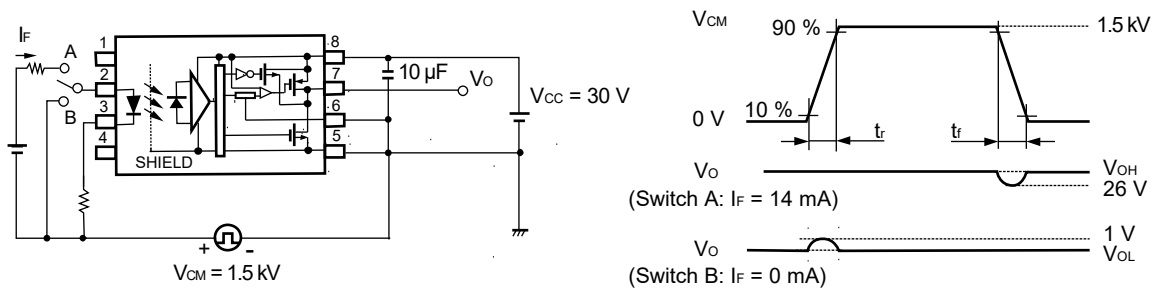 IF
A
B
1
2
3
4
SHIELD
8
7
6
5
10 µF
VO
VCC = 30 V
+
-
VCM = 1.5 kV
VCM
90 %
1.5 kV
10 %
0 V
tr
tf
VO
VOH
26 V
(Switch A: IF = 14 mA)
1 V
VO
VOL
(Switch B: IF = 0 mA)